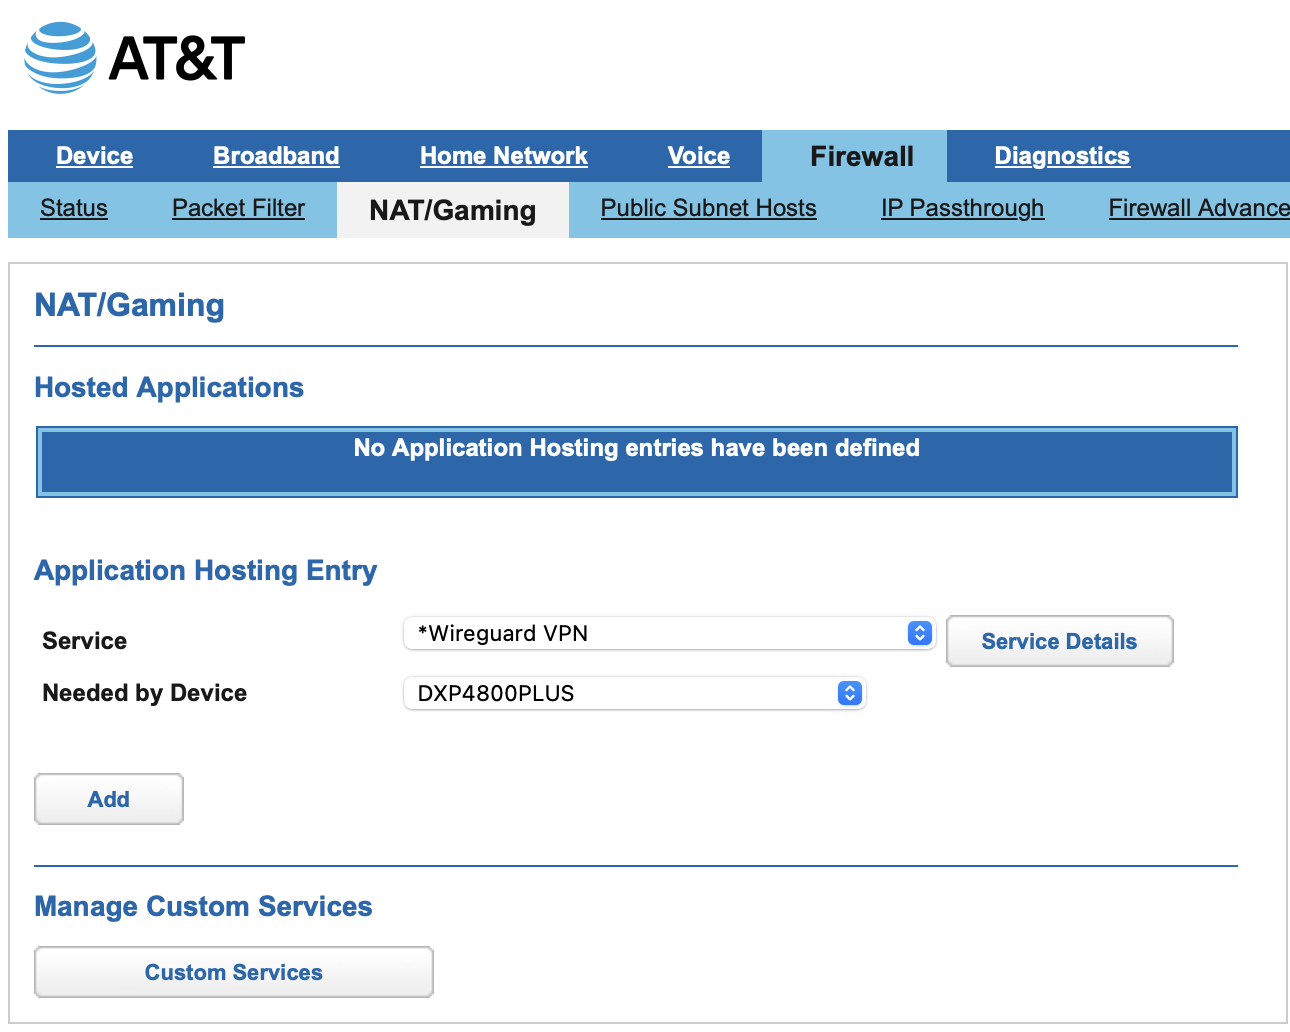 AT&T
Device Broadband Home Network Voice Firewall Diagnostics
Status Packet Filter NAT/Gaming Public Subnet Hosts IP Passthrough Firewall Advance
NAT/Gaming
Hosted Applications
No Application Hosting entries have been defined
Application Hosting Entry
Service *Wireguard VPN Service Details
Needed by Device DXP4800PLUS
Add
Manage Custom Services
Custom Services